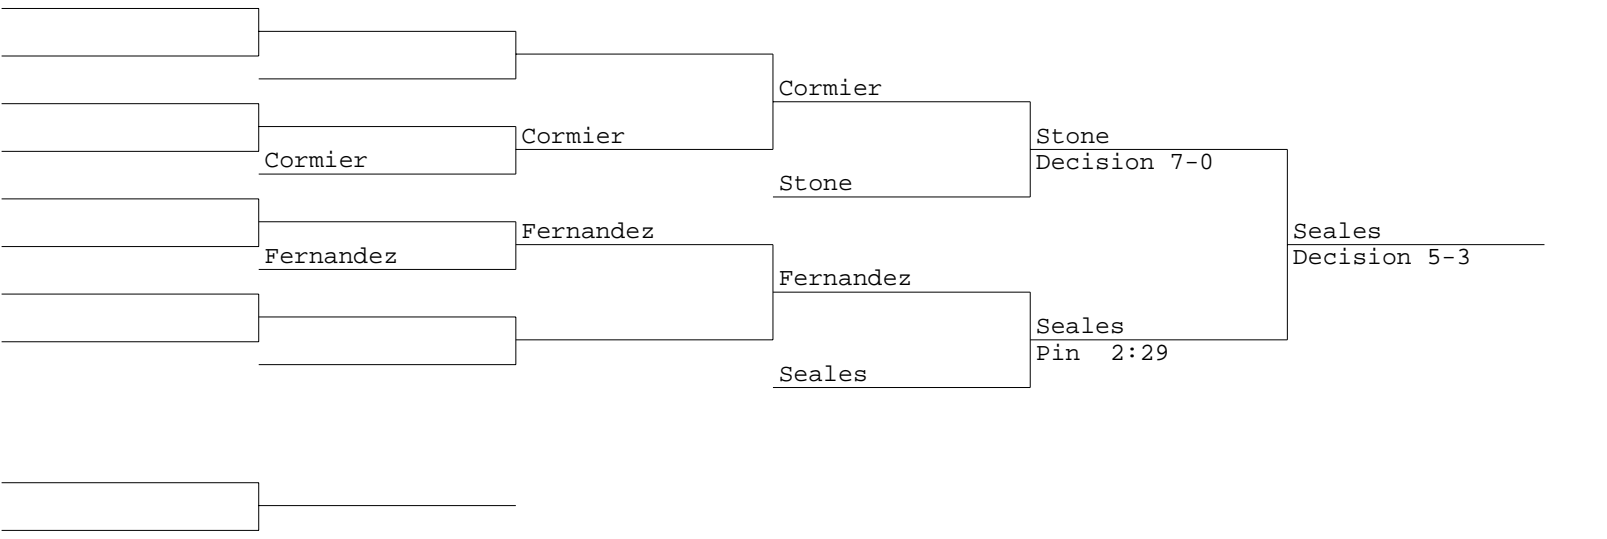 Cormier
Cormier
Stone
Cormier
Decision 7-0
Stone
Fernandez
Seales
Fernandez
Decision 5-3
Fernandez
Seales
Pin  2:29
Seales